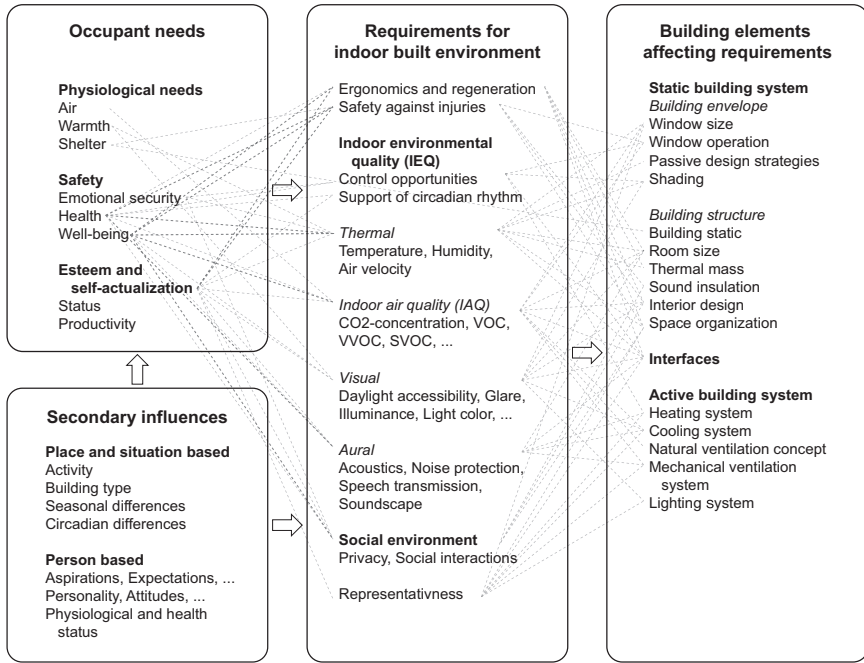 Occupant needs
Physiological needs
Air
Warmth
Shelter
Safety
Emotional security
Health
Well-being
Esteem and
self-actualization
Status
Productivity
Secondary influences
Place and situation based
Activity
Building type
Seasonal differences
Circadian differences
Person based
Aspirations, Expectations, ...
Personality, Attitudes, ...
Physiological and health
status
Requirements for
indoor built environment
Ergonomics and regeneration
Safety against injuries
Indoor environmental
quality (IEQ)
Control opportunities
Support of circadian rhythm
Thermal
Temperature, Humidity,
Air velocity
Indoor air quality (IAQ)
CO2-concentration, VOC,
VVOC, SVOC, ...
Visual
Daylight accessibility, Glare,
Illuminance, Light color, ...
Aural
Acoustics, Noise protection,
Speech transmission,
Soundscape
Social environment
Privacy, Social interactions
Representativness
Building elements
affecting requirements
Static building system
Building envelope
Window size
Window operation
Passive design strategies
Shading
Building structure
Building static
Room size
Thermal mass
Sound insulation
Interior design
Space organization
Interfaces
Active building system
Heating system
Cooling system
Natural ventilation concept
Mechanical ventilation
system
Lighting system